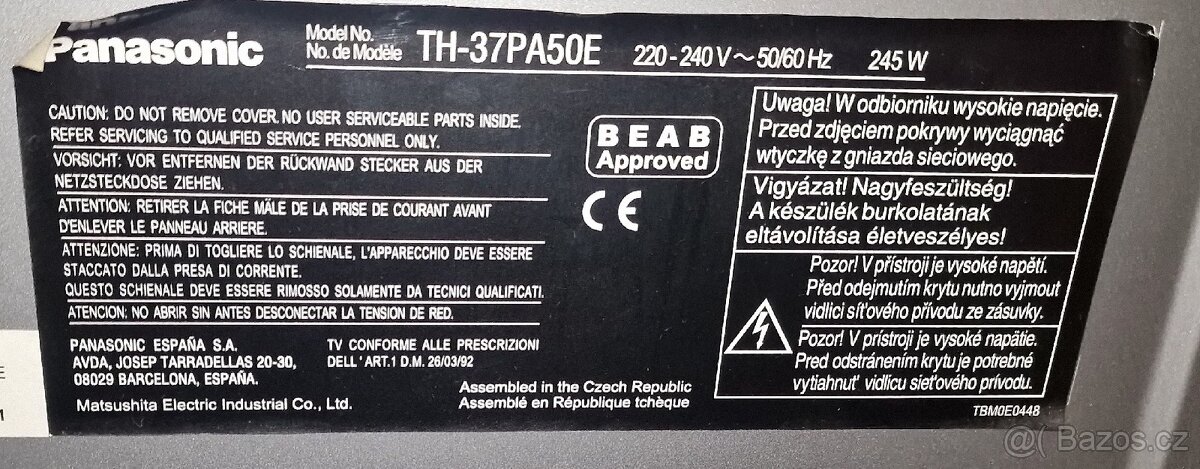 Panasonic
Model No.
No. de Modèle
TH-37PA50E
220-240 V~50/60 Hz
245 W
CAUTION: DO NOT REMOVE COVER. NO USER SERVICEABLE PARTS INSIDE.
REFER SERVICING TO QUALIFIED SERVICE PERSONNEL ONLY.
VORSICHT: VOR ENTFERNEN DER RÜCKWAND STECKER AUS DER
NETZSTECKDOSE ZIEHEN.
ATTENTION: RETIRER LA FICHE MÂLE DE LA PRISE DE COURANT AVANT
D'ENLEVER LE PANNEAU ARRIERE.
ATTENZIONE: PRIMA DI TOGLIERE LO SCHIENALE, L'APPARECCHIO DEVE ESSERE
STACCATO DALLA PRESA DI CORRENTE.
QUESTO SCHIENALE DEVE ESSERE RIMOSSO SOLAMENTE DA TECNICI QUALIFICATI.
ATENCION: NO ABRIR SIN ANTES DESCONECTAR LA TENSION DE RED.
PANASONIC ESPAÑA S.A.
AVDA, JOSEP TARRADELLAS 20-30,
08029 BARCELONA, ESPAÑA.
TV CONFORME ALLE PRESCRIZIONI
DELL 'ART.1 D.M. 26/03/92
Matsushita Electric Industrial Co., Ltd.
Assembled in the Czech Republic
Assemblé en République tchèque
BEAB
Approved
CE
Uwaga! W odbiorniku wysokie napięcie.
Przed zdjęciem pokrywy wyciągnąć
wtyczkę z gniazda sieciowego.
Vigyázat! Nagyfeszültség!
A készülék burkolatának
eltávolítása életveszélyes!
Pozor! V přístroji je vysoké napětí.
Před odejmutím krytu nutno vyjmout
vidlici síťového přívodu ze zásuvky.
Pozor! V prístroji je vysoké napätie.
Pred odstránením krytu je potrebné
vytiahnuť vidlicu sieťového prívodu.
TBM0E0448
E
@( Bazos.cz